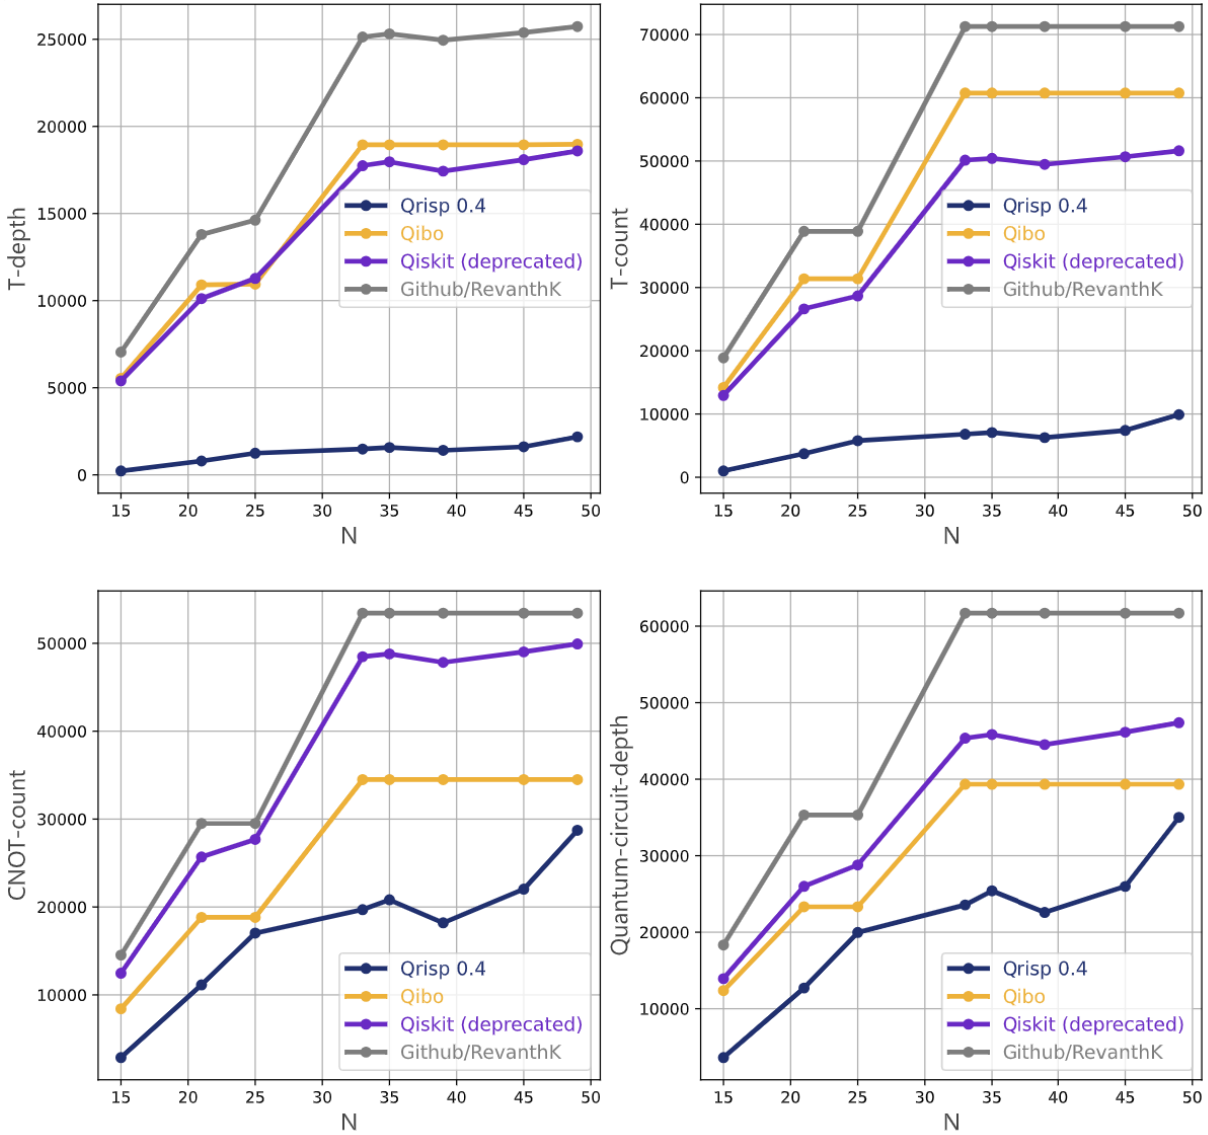 25000
20000
15000
10000
5000
0
T-depth
Qrisp 0.4
Qibo
Qiskit (deprecated)
Github/RevanthK
15 20 25 30 35 40 45 50
N
70000
60000
50000
40000
30000
20000
10000
0
T-count
Qrisp 0.4
Qibo
Qiskit (deprecated)
Github/RevanthK
15 20 25 30 35 40 45 50
N
50000
40000
30000
20000
10000
CNOT-count
Qrisp 0.4
Qibo
Qiskit (deprecated)
Github/RevanthK
15 20 25 30 35 40 45 50
N
60000
50000
40000
30000
20000
10000
Quantum-circuit-depth
Qrisp 0.4
Qibo
Qiskit (deprecated)
Github/RevanthK
15 20 25 30 35 40 45 50
N